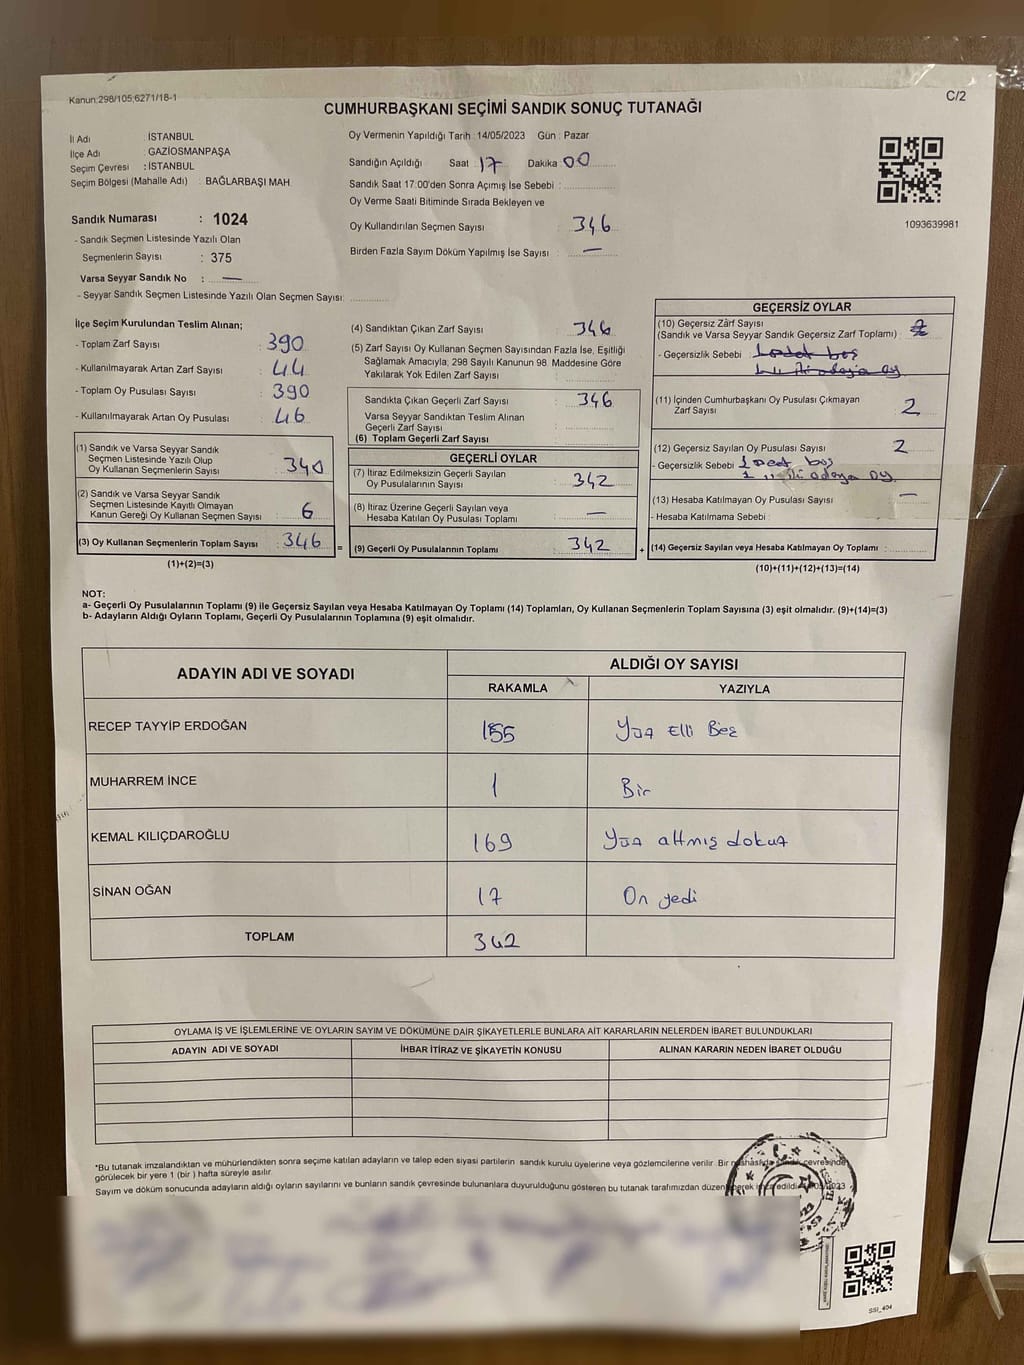 Kanun:298/105;6271/18-1
C/2
CUMHURBAŞKANI SEÇİMİ SANDIK SONUÇ TUTANAĞI
İl Adı İSTANBUL
İlçe Adı : GAZİOSMANPAŞA
Seçim Çevresi : İSTANBUL
Seçim Bölgesi (Mahalle Adı) : BAĞLARBAŞI MAH.
Sandık Numarası : 1024
- Sandık Seçmen Listesinde Yazılı Olan
Seçmenlerin Sayısı : 375
Varsa Seyyar Sandık No : —
- Seyyar Sandık Seçmen Listesinde Yazılı Olan Seçmen Sayısı:
Oy Vermenin Yapıldığı Tarih : 14/05/2023 Gün : Pazar
Sandığın Açıldığı Saat 17 Dakika 00
Sandık Saat 17:00'den Sonra Açımış İse Sebebi :
Oy Verme Saati Bitiminde Sırada Bekleyen ve
Oy Kullandırılan Seçmen Sayısı : 346
Birden Fazla Sayım Döküm Yapılmış İse Sayısı : —
1093639981
İlçe Seçim Kurulundan Teslim Alınan;
- Toplam Zarf Sayısı : 390
- Kullanılmayarak Artan Zarf Sayısı : 44
- Toplam Oy Pusulası Sayısı : 390
- Kullanılmayarak Artan Oy Pusulası : 46
(1) Sandık ve Varsa Seyyar Sandık
Seçmen Listesinde Yazılı Olup
Oy Kullanan Seçmenlerin Sayısı : 340
(2) Sandık ve Varsa Seyyar Sandık
Seçmen Listesinde Kayıtlı Olmayan
Kanun Gereği Oy Kullanan Seçmen Sayısı : 6
(3) Oy Kullanan Seçmenlerin Toplam Sayısı : 346
(1)+(2)=(3)
(4) Sandıktan Çıkan Zarf Sayısı : 346
(5) Zarf Sayısı Oy Kullanan Seçmen Sayısından Fazla İse, Eşitliği
Sağlamak Amacıyla; 298 Sayılı Kanunun 98. Maddesine Göre
Yakılarak Yok Edilen Zarf Sayısı :
Sandıkta Çıkan Geçerli Zarf Sayısı : 346
Varsa Seyyar Sandıktan Teslim Alınan
Geçerli Zarf Sayısı :
(6) Toplam Geçerli Zarf Sayısı :
GEÇERLİ OYLAR
(7) İtiraz Edilmeksizin Geçerli Sayılan
Oy Pusulalarının Sayısı : 342
(8) İtiraz Üzerine Geçerli Sayılan veya
Hesaba Katılan Oy Pusulası Toplamı : —
= (9) Geçerli Oy Pusulalarının Toplamı : 342 +
GEÇERSİZ OYLAR
(10) Geçersiz Zarf Sayısı
(Sandık ve Varsa Seyyar Sandık Geçersiz Zarf Toplamı) : 2
- Geçersizlik Sebebi : 1 adet boş
(11) İçinden Cumhurbaşkanı Oy Pusulası Çıkmayan
Zarf Sayısı 2
(12) Geçersiz Sayılan Oy Pusulası Sayısı : 2
- Geçersizlik Sebebi 1 adet boş
1 " iki adaya oy
(13) Hesaba Katılmayan Oy Pusulası Sayısı : —
- Hesaba Katılmama Sebebi :
(14) Geçersiz Sayılan veya Hesaba Katılmayan Oy Toplamı :
(10)+(11)+(12)+(13)=(14)
NOT:
a- Geçerli Oy Pusulalarının Toplamı (9) ile Geçersiz Sayılan veya Hesaba Katılmayan Oy Toplamı (14) Toplamları, Oy Kullanan Seçmenlerin Toplam Sayısına (3) eşit olmalıdır. (9)+(14)=(3)
b- Adayların Aldığı Oyların Toplamı, Geçerli Oy Pusulalarının Toplamına (9) eşit olmalıdır.
ADAYIN ADI VE SOYADI
ALDIĞI OY SAYISI
RAKAMLA YAZIYLA
RECEP TAYYİP ERDOĞAN 155 Yüz Elli Beş
MUHARREM İNCE 1 Bir
KEMAL KILIÇDAROĞLU 169 Yüz altmış dokuz
SİNAN OĞAN 17 On yedi
TOPLAM 342
OYLAMA İŞ VE İŞLEMLERİNE VE OYLARIN SAYIM VE DÖKÜMÜNE DAİR ŞİKAYETLERLE BUNLARA AİT KARARLARIN NELERDEN İBARET BULUNDUKLARI
ADAYIN ADI VE SOYADI İHBAR İTİRAZ VE ŞİKAYETİN KONUSU ALINAN KARARIN NEDEN İBARET OLDUĞU
*Bu tutanak imzalandıktan ve mühürlendikten sonra seçime katılan adayların ve talep eden siyasi partilerin sandık kurulu üyelerine veya gözlemcilerine verilir. Bir nüshası da sandık çevresinde
görülecek bir yere 1 (bir) hafta süreyle asılır.
Sayım ve döküm sonucunda adayların aldığı oyların sayılarını ve bunların sandık çevresinde bulunanlara duyurulduğunu gösteren bu tutanak tarafımızdan düzenlenerek imza edildi.
SSI_404